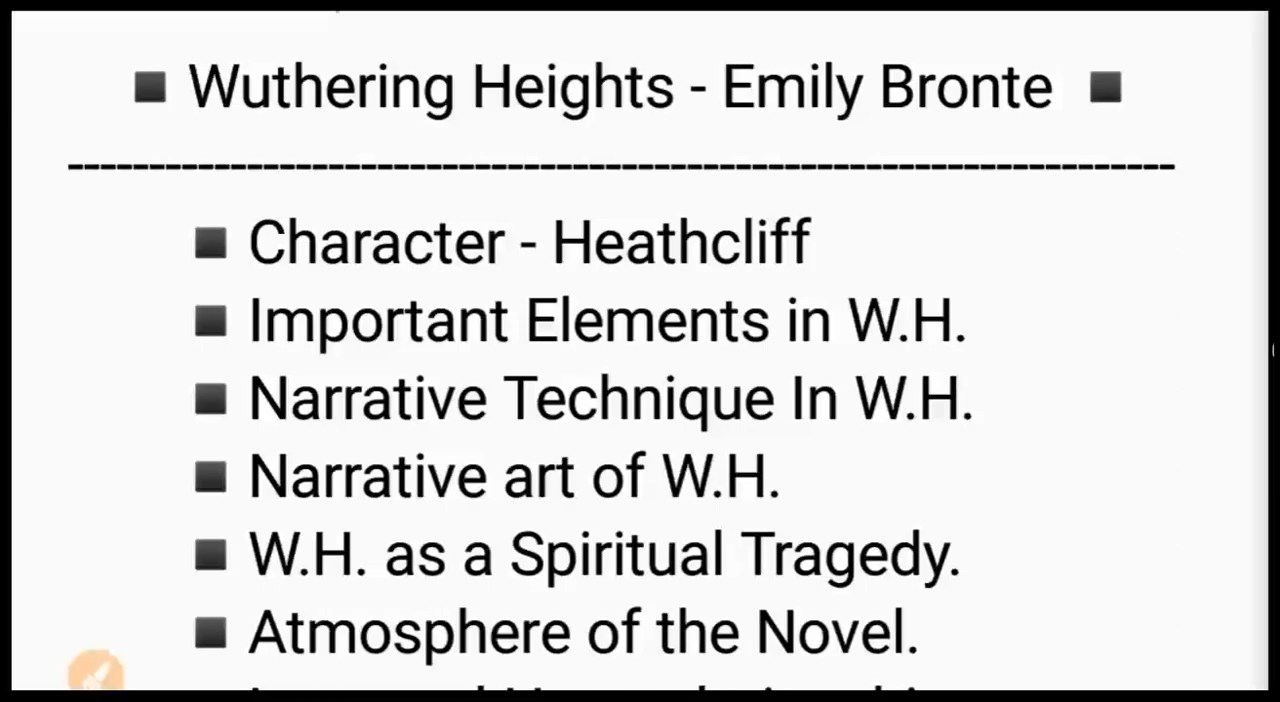 ◾ Wuthering Heights - Emily Bronte ◾
--------------------------------------------------------------------
◾ Character - Heathcliff
◾ Important Elements in W.H.
◾ Narrative Technique In W.H.
◾ Narrative art of W.H.
◾ W.H. as a Spiritual Tragedy.
◾ Atmosphere of the Novel.